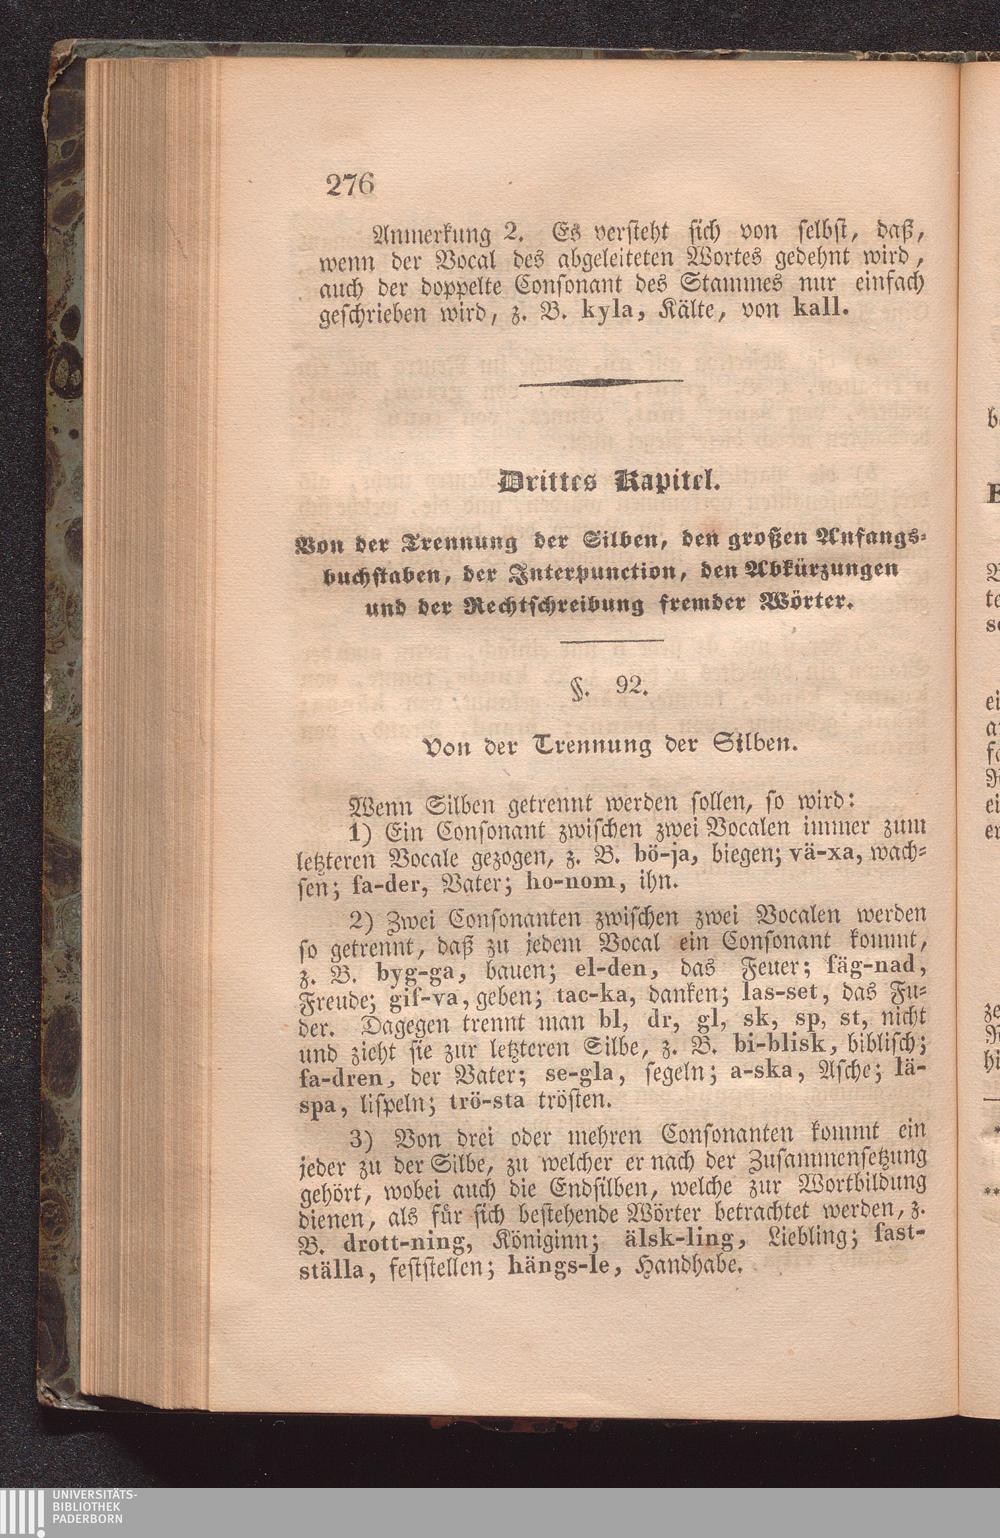 276
Anmerkung 2. Es versteht sich von selbst, daß,
wenn der Vocal des abgeleiteten Wortes gedehnt wird,
auch der doppelte Consonant des Stammes nur einfach
geschrieben wird, z. B. kyla, Kälte, von kall.
Drittes Kapitel.
Von der Trennung der Silben, den großen Anfangs-
buchstaben, der Interpunction, den Abkürzungen
und der Rechtschreibung fremder Wörter.
§. 92.
Von der Trennung der Silben.
Wenn Silben getrennt werden sollen, so wird:
1) Ein Consonant zwischen zwei Vocalen immer zum
letzteren Vocale gezogen, z. B. bö-ja, biegen; vä-xa, wach-
sen; fa-der, Vater; ho-nom, ihn.
2) Zwei Consonanten zwischen zwei Vocalen werden
so getrennt, daß zu jedem Vocal ein Consonant kommt,
z. B. byg-ga, bauen; el-den, das Feuer; fäg-nad,
Freude; gif-va, geben; tac-ka, danken; las-set, das Fu-
der. Dagegen trennt man bl, dr, gl, sk, sp, st, nicht
und zieht sie zur letzteren Silbe, z. B. bi-blisk, biblisch;
fa-dren, der Vater; se-gla, segeln; a-ska, Asche; lä-
spa, lispeln; trö-sta trösten.
3) Von drei oder mehren Consonanten kommt ein
jeder zu der Silbe, zu welcher er nach der Zusammensetzung
gehört, wobei auch die Endsilben, welche zur Wortbildung
dienen, als für sich bestehende Wörter betrachtet werden, z.
B. drott-ning, Königinn; älsk-ling, Liebling; fast-
ställa, feststellen; hängs-le, Handhabe.
UNIVERSITÄTS-
BIBLIOTHEK
PADERBORN